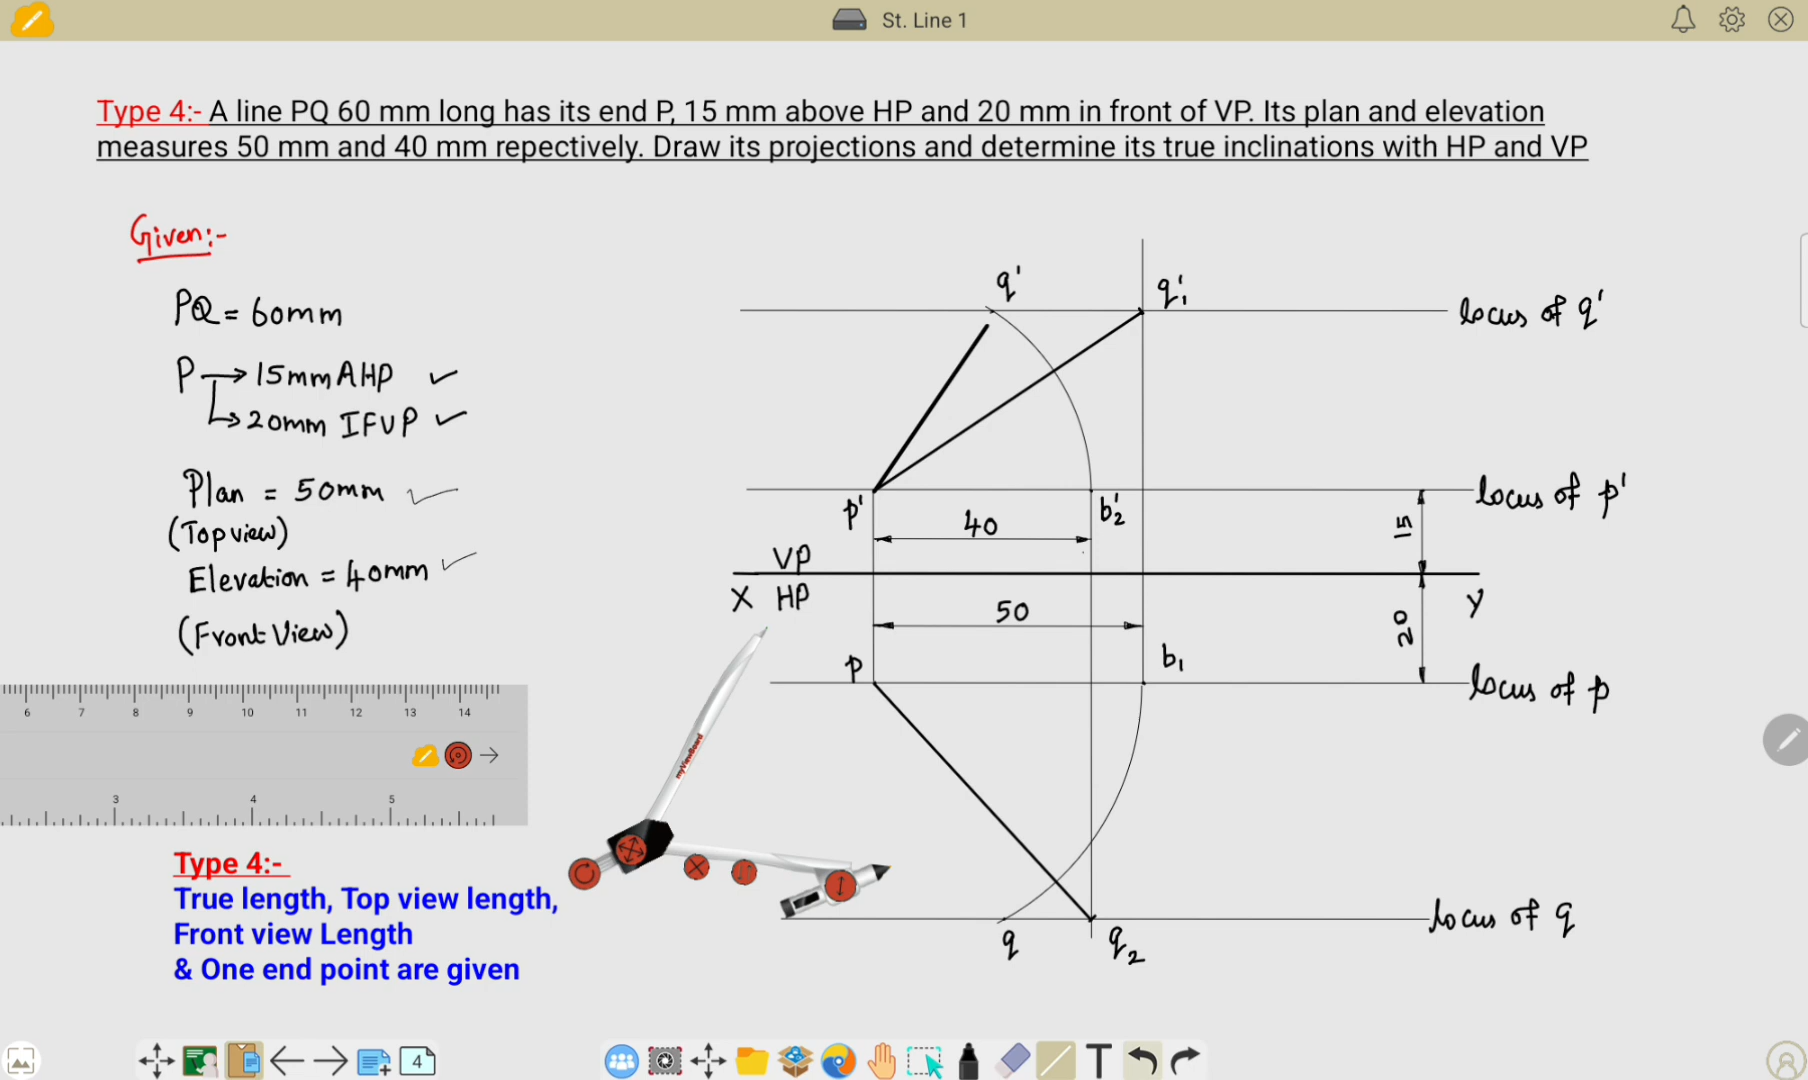 St. Line 1
Type 4:- A line PQ 60 mm long has its end P, 15 mm above HP and 20 mm in front of VP. Its plan and elevation
measures 50 mm and 40 mm repectively. Draw its projections and determine its true inclinations with HP and VP
Given:-
PQ = 60mm
P → 15mm AHP ✓
↳ 20mm IFVP ✓
Plan = 50mm ✓
(Top view)
Elevation = 40mm ✓
(Front View)
q'
q'₁
locus of q'
p'
b'₂
locus of p'
40
15
VP
X HP
y
50
20
p
b₁
locus of p
q
q₂
locus of q
6 7 8 9 10 11 12 13 14
3 4 5
myViewBoard
Type 4:-
True length, Top view length,
Front view Length
& One end point are given
4
T